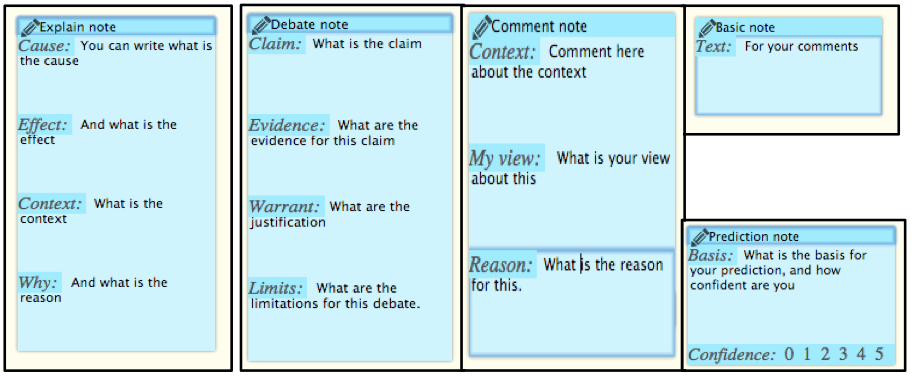 Explain note
Cause: You can write what is
the cause
Effect: And what is the
effect
Context: What is the
context
Why: And what is the
reason
Debate note
Claim: What is the claim
Evidence: What are the
evidence for this claim
Warrant: What are the
justification
Limits: What are the
limitations for this debate.
Comment note
Context: Comment here
about the context
My view: What is your view
about this
Reason: What is the reason
for this.
Basic note
Text: For your comments
Prediction note
Basis: What is the basis for
your prediction, and how
confident are you
Confidence: 0 1 2 3 4 5